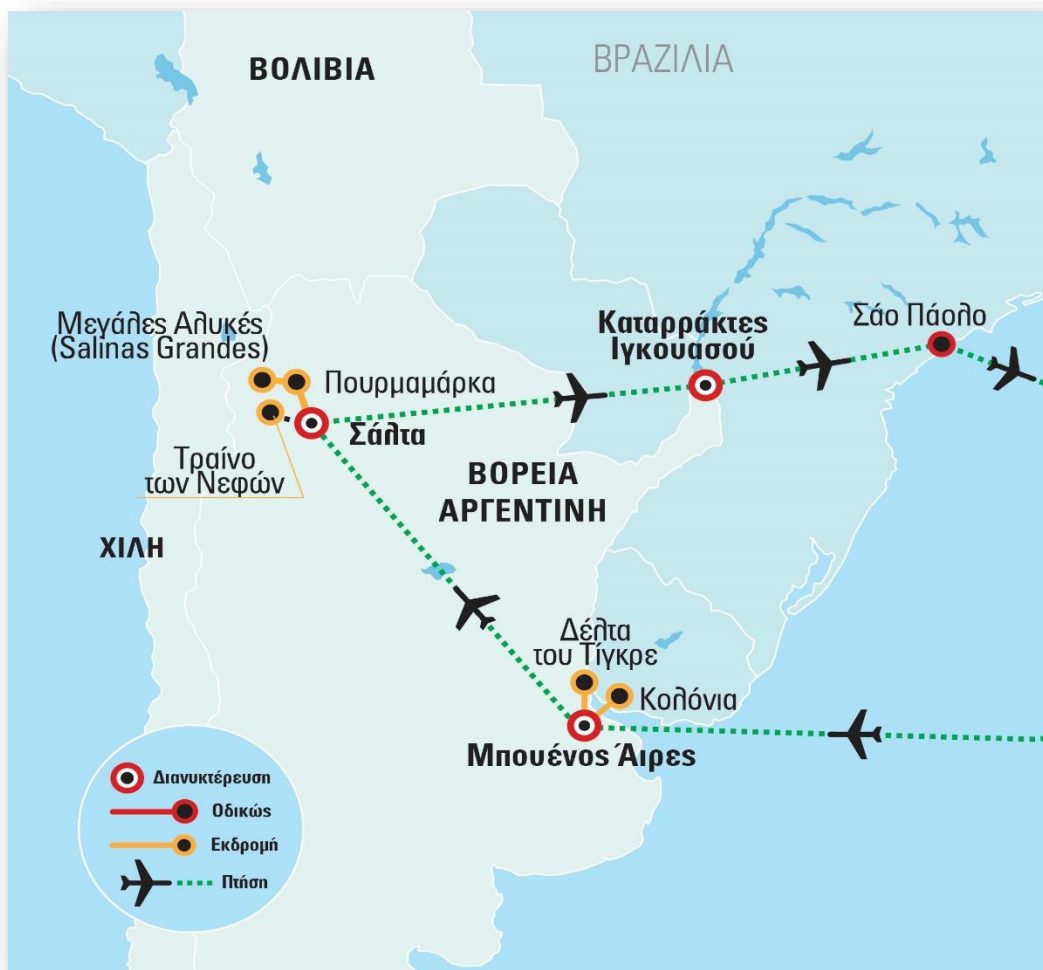 ΒΟΛΙΒΙΑ
ΒΡΑΖΙΛΙΑ
Μεγάλες Αλυκές
(Salinas Grandes)
Πουρμαμάρκα
Σάλτα
Τραίνο
των Νεφών
Καταρράκτες
Ιγκουασού
Σάο Πάολο
ΒΟΡΕΙΑ
ΑΡΓΕΝΤΙΝΗ
ΧΙΛΗ
Δέλτα
του Τίγκρε
Κολόνια
Μπουένος Άιρες
Διανυκτέρευση
Οδικώς
Εκδρομή
Πτήση